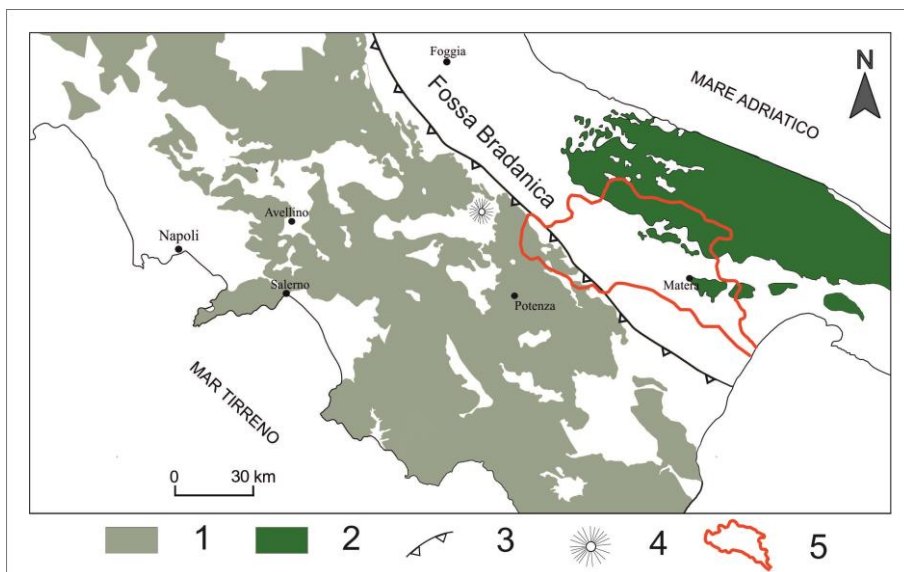 Foggia
N
MARE ADRIATICO
Fossa Bradanica
Avellino
Napoli
Matera
Salerno
Potenza
MAR TIRRENO
0 30 km
1 2 3 4 5